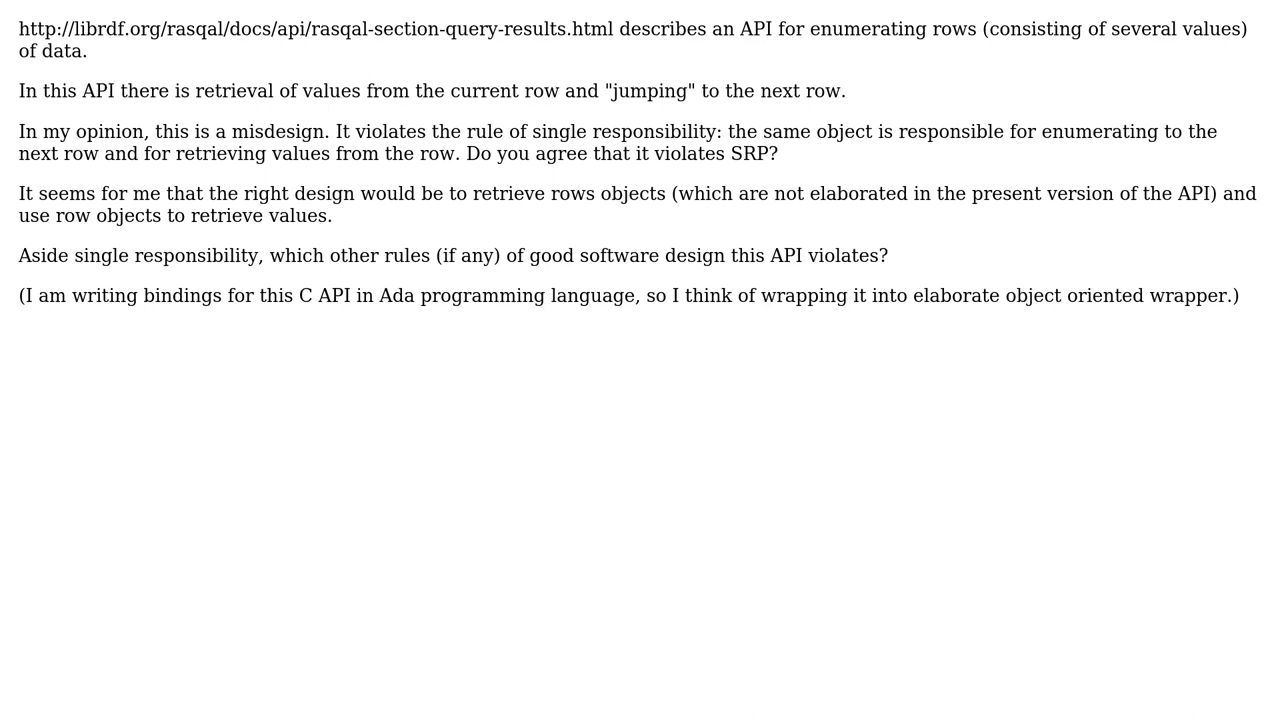 http://librdf.org/rasqal/docs/api/rasqal-section-query-results.html describes an API for enumerating rows (consisting of several values)
of data.
In this API there is retrieval of values from the current row and "jumping" to the next row.
In my opinion, this is a misdesign. It violates the rule of single responsibility: the same object is responsible for enumerating to the
next row and for retrieving values from the row. Do you agree that it violates SRP?
It seems for me that the right design would be to retrieve rows objects (which are not elaborated in the present version of the API) and
use row objects to retrieve values.
Aside single responsibility, which other rules (if any) of good software design this API violates?
(I am writing bindings for this C API in Ada programming language, so I think of wrapping it into elaborate object oriented wrapper.)